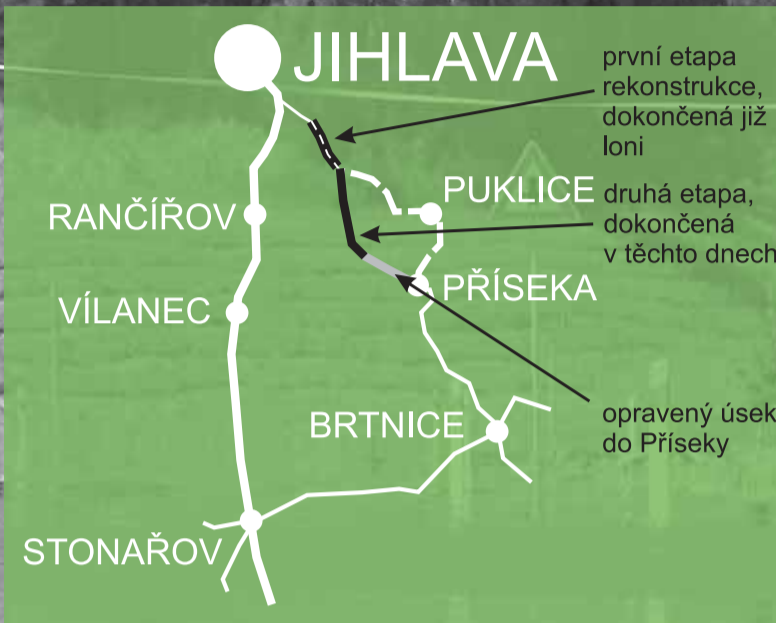 JIHLAVA
první etapa
rekonstrukce,
dokončená již
loni
PUKLICE
druhá etapa,
dokončená
v těchto dnech
RANČÍŘOV
PŘÍSEKA
VÍLANEC
opravený úsek
do Příseky
BRTNICE
STONAŘOV